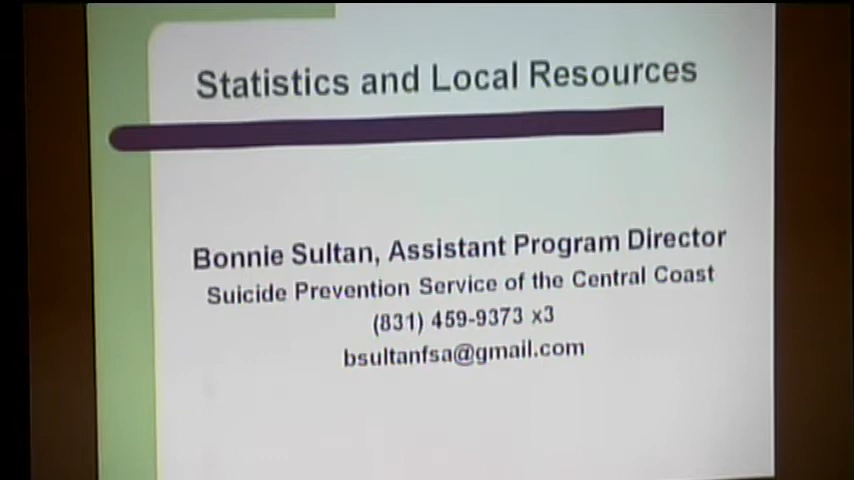 Statistics and Local Resources
Bonnie Sultan, Assistant Program Director
Suicide Prevention Service of the Central Coast
(831) 459-9373 x3
bsultanfsa@gmail.com